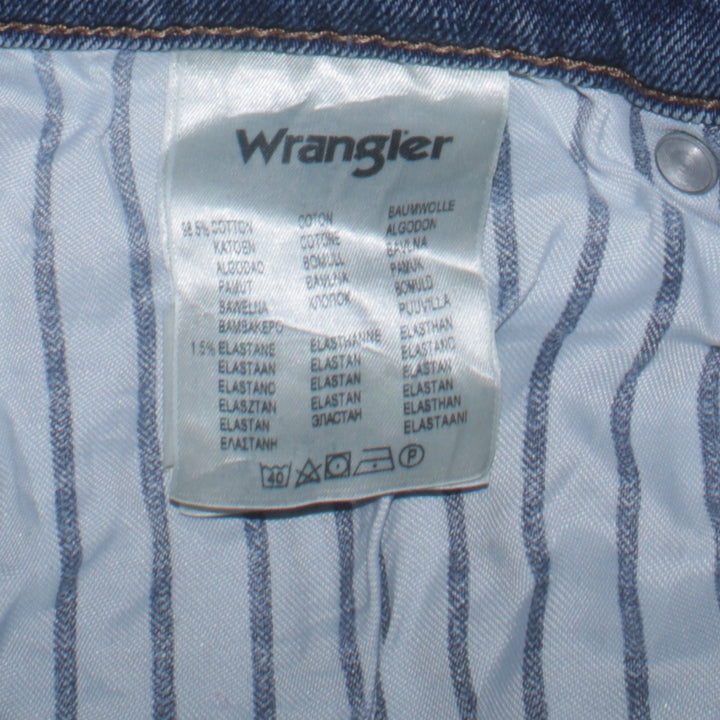 Wrangler
98.5% COTTON COTON BAUMWOLLE
KATOEN COTONE ALGODON
ALGODAO BOMULL BAVLNA
PAMUT BAVLNA PAMUK
BAWEŁNA ХЛОПОК BOMULD
ΒΑΜΒΑΚΕΡΟ PUUVILLA
1.5% ELASTANE ELASTHANNE ELASTHAN
ELASTAAN ELASTAN ELASTANO
ELASTANO ELASTAN ELASTAN
ELASZTAN ELASTAN ELASTAN
ELASTAN ЭЛАСТАН ELASTHAN
ΕΛΑΣΤΑΝΗ ELASTAANI
40 P